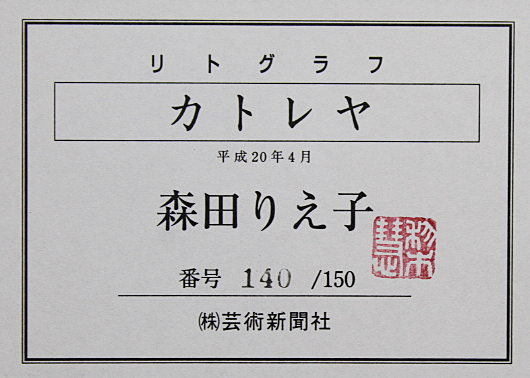 リトグラフ
カトレヤ
平成20年4月
森田りえ子
番号 140 /150
㈱芸術新聞社